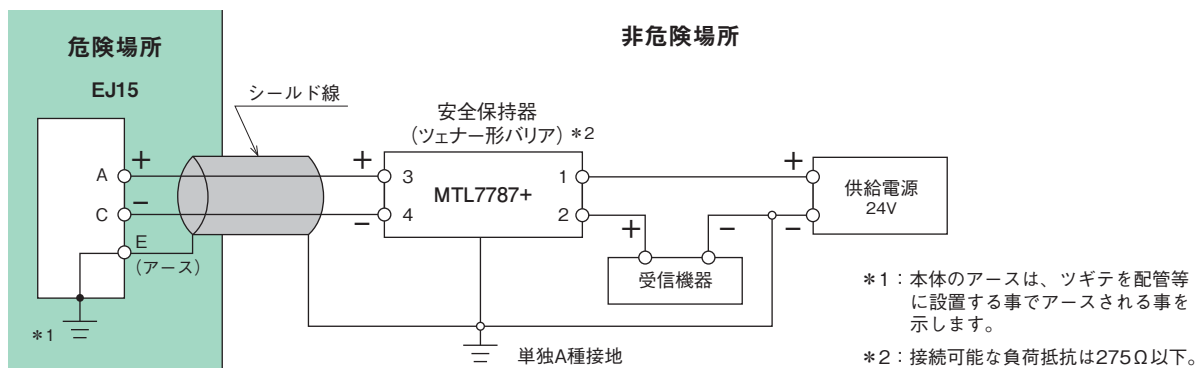 危険場所
非危険場所
EJ15
シールド線
安全保持器
(ツェナー形バリア)*2
A
+
+
3
MTL7787+
1
+
供給電源
24V
C
-
-
4
2
+
-
-
E
(アース)
受信機器
*1
単独A種接地
*1：本体のアースは、ツギテを配管等
に設置する事でアースされる事を
示します。
*2：接続可能な負荷抵抗は275Ω以下。